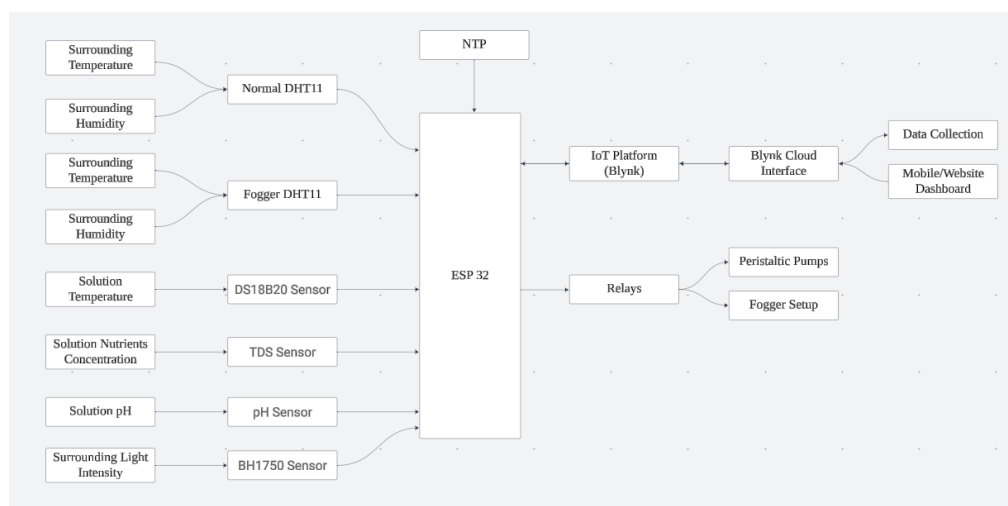 Surrounding
Temperature
Surrounding
Humidity
Normal DHT11
Surrounding
Temperature
Surrounding
Humidity
Fogger DHT11
Solution
Temperature
DS18B20 Sensor
Solution Nutrients
Concentration
TDS Sensor
Solution pH
pH Sensor
Surrounding Light
Intensity
BH1750 Sensor
NTP
ESP 32
IoT Platform
(Blynk)
Blynk Cloud
Interface
Data Collection
Mobile/Website
Dashboard
Relays
Peristaltic Pumps
Fogger Setup